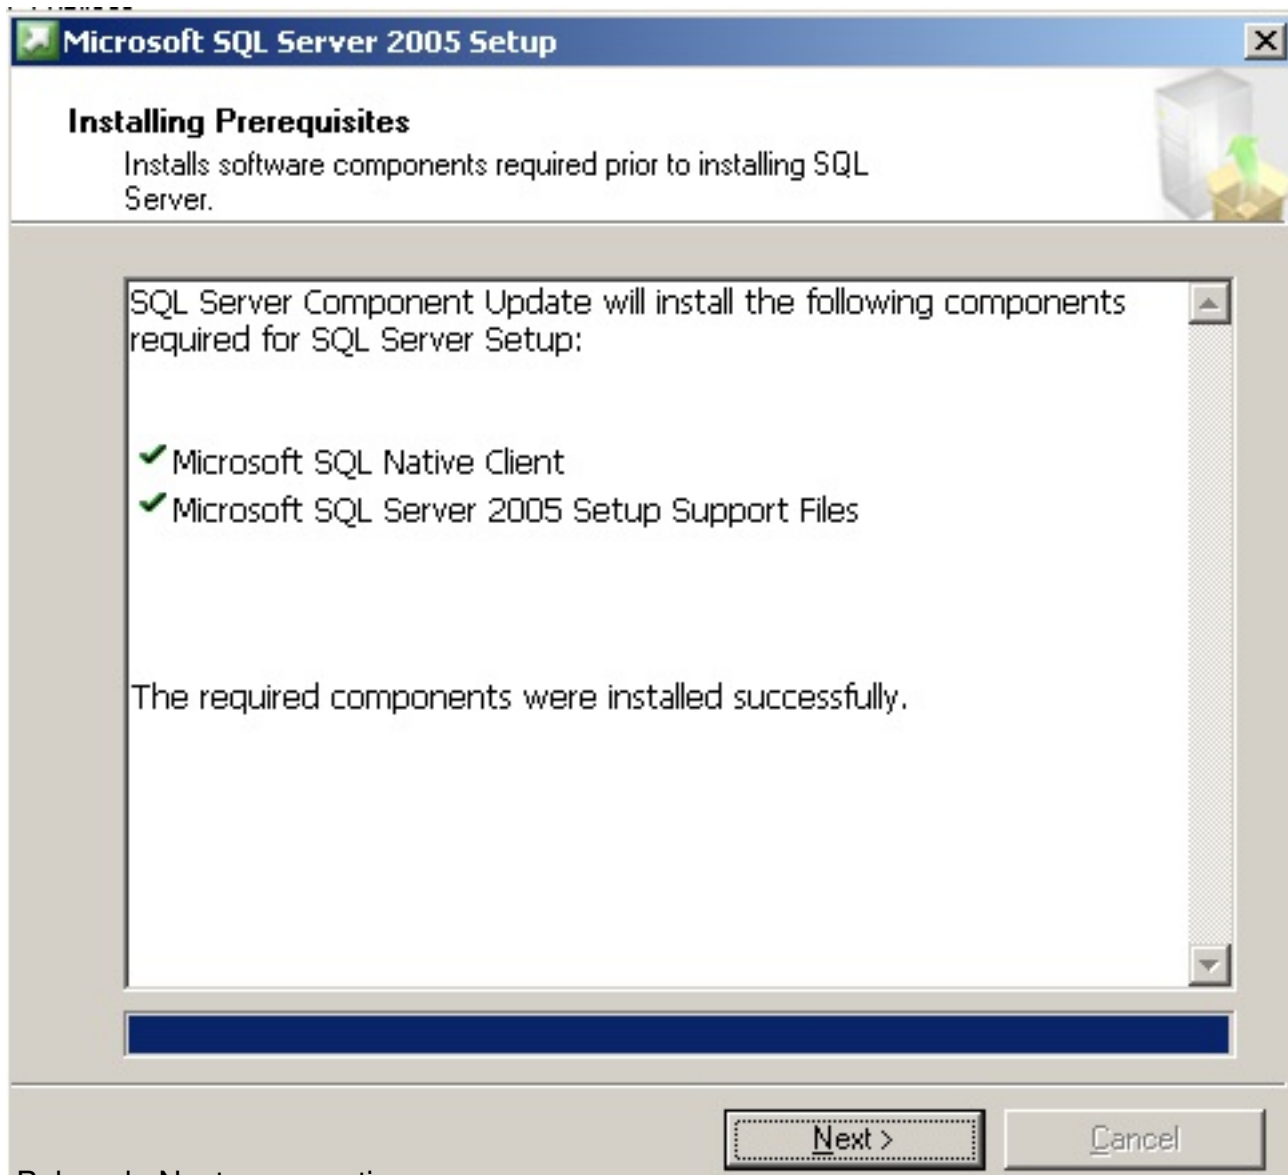 Microsoft SQL Server 2005 Setup
Installing Prerequisites
Installs software components required prior to installing SQL
Server.
SQL Server Component Update will install the following components
required for SQL Server Setup:
Microsoft SQL Native Client
Microsoft SQL Server 2005 Setup Support Files
The required components were installed successfully.
Next >
Cancel